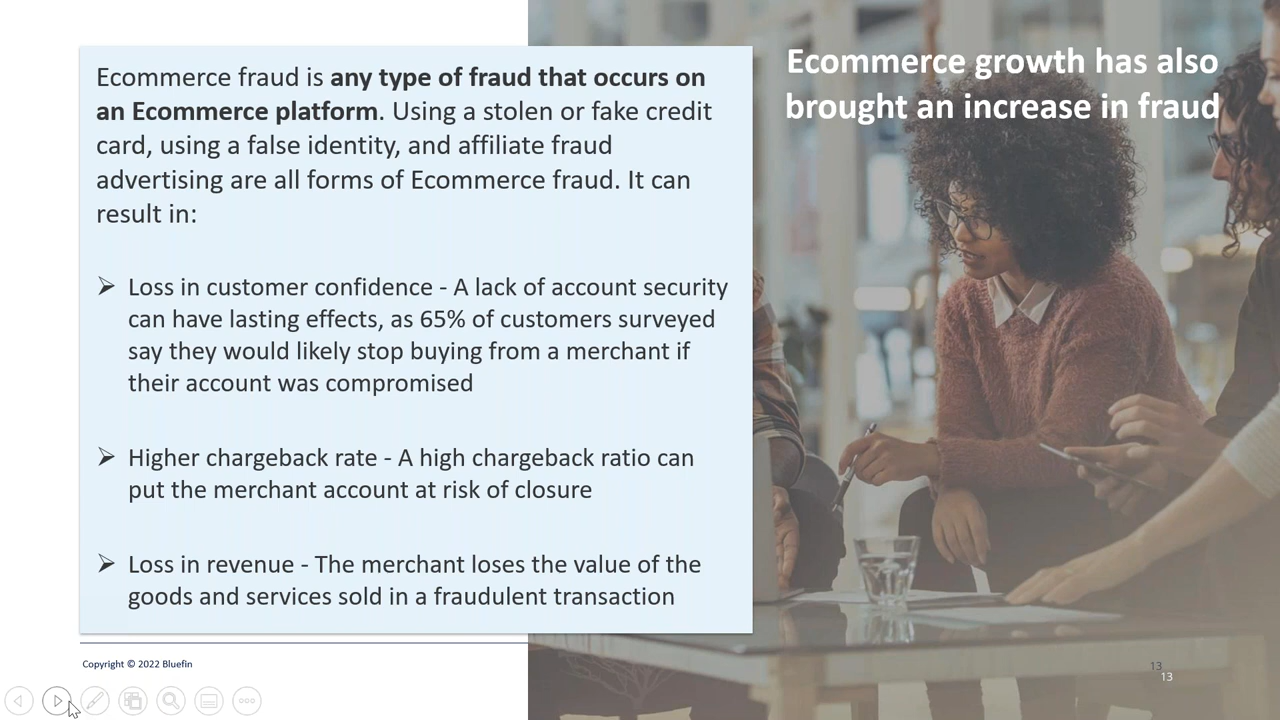 Ecommerce growth has also
brought an increase in fraud
Ecommerce fraud is any type of fraud that occurs on
an Ecommerce platform. Using a stolen or fake credit
card, using a false identity, and affiliate fraud
advertising are all forms of Ecommerce fraud. It can
result in:
➢ Loss in customer confidence - A lack of account security
can have lasting effects, as 65% of customers surveyed
say they would likely stop buying from a merchant if
their account was compromised
➢ Higher chargeback rate - A high chargeback ratio can
put the merchant account at risk of closure
➢ Loss in revenue - The merchant loses the value of the
goods and services sold in a fraudulent transaction
Copyright © 2022 Bluefin
13
13